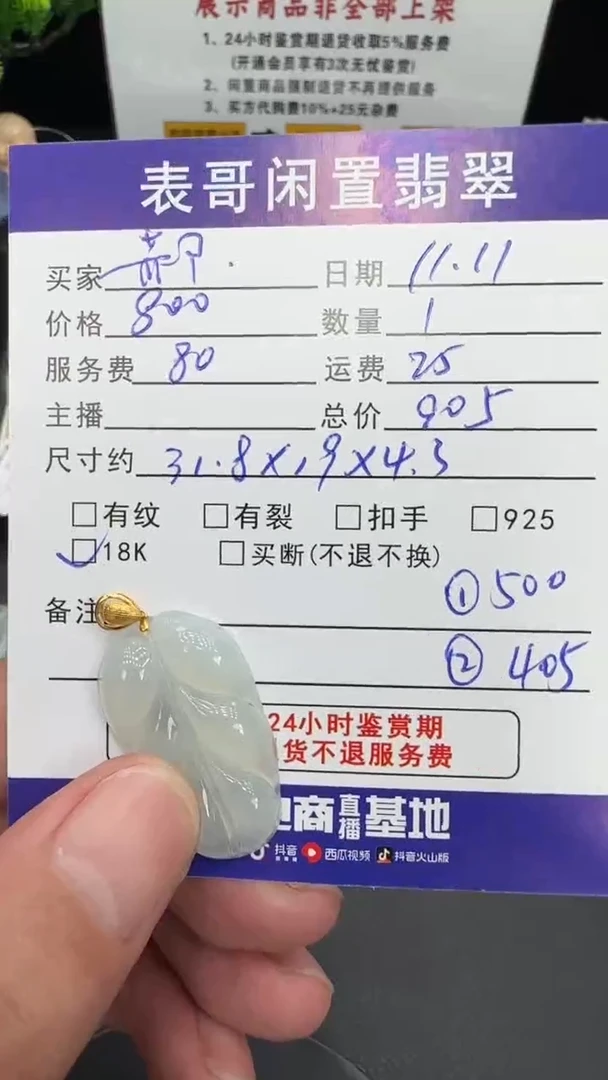 展示商品非全部上架
1、24小时鉴赏期退货收取5%服务费
(开通会员享有3次无忧鉴赏)
2、闲置商品限制退货不再提供服务
3、买方代购费10%+25元杂费
表哥闲置翡翠
买家 日期 11.11
价格 800 数量 1
服务费 80 运费 25
主播 总价 905
尺寸约 31.8×19×4.3
□有纹 □有裂 □扣手 □925
☑18K □买断(不退不换)
备注 ①500
②405
24小时鉴赏期
货不退服务费
商直播基地
抖音 西瓜视频 抖音火山版